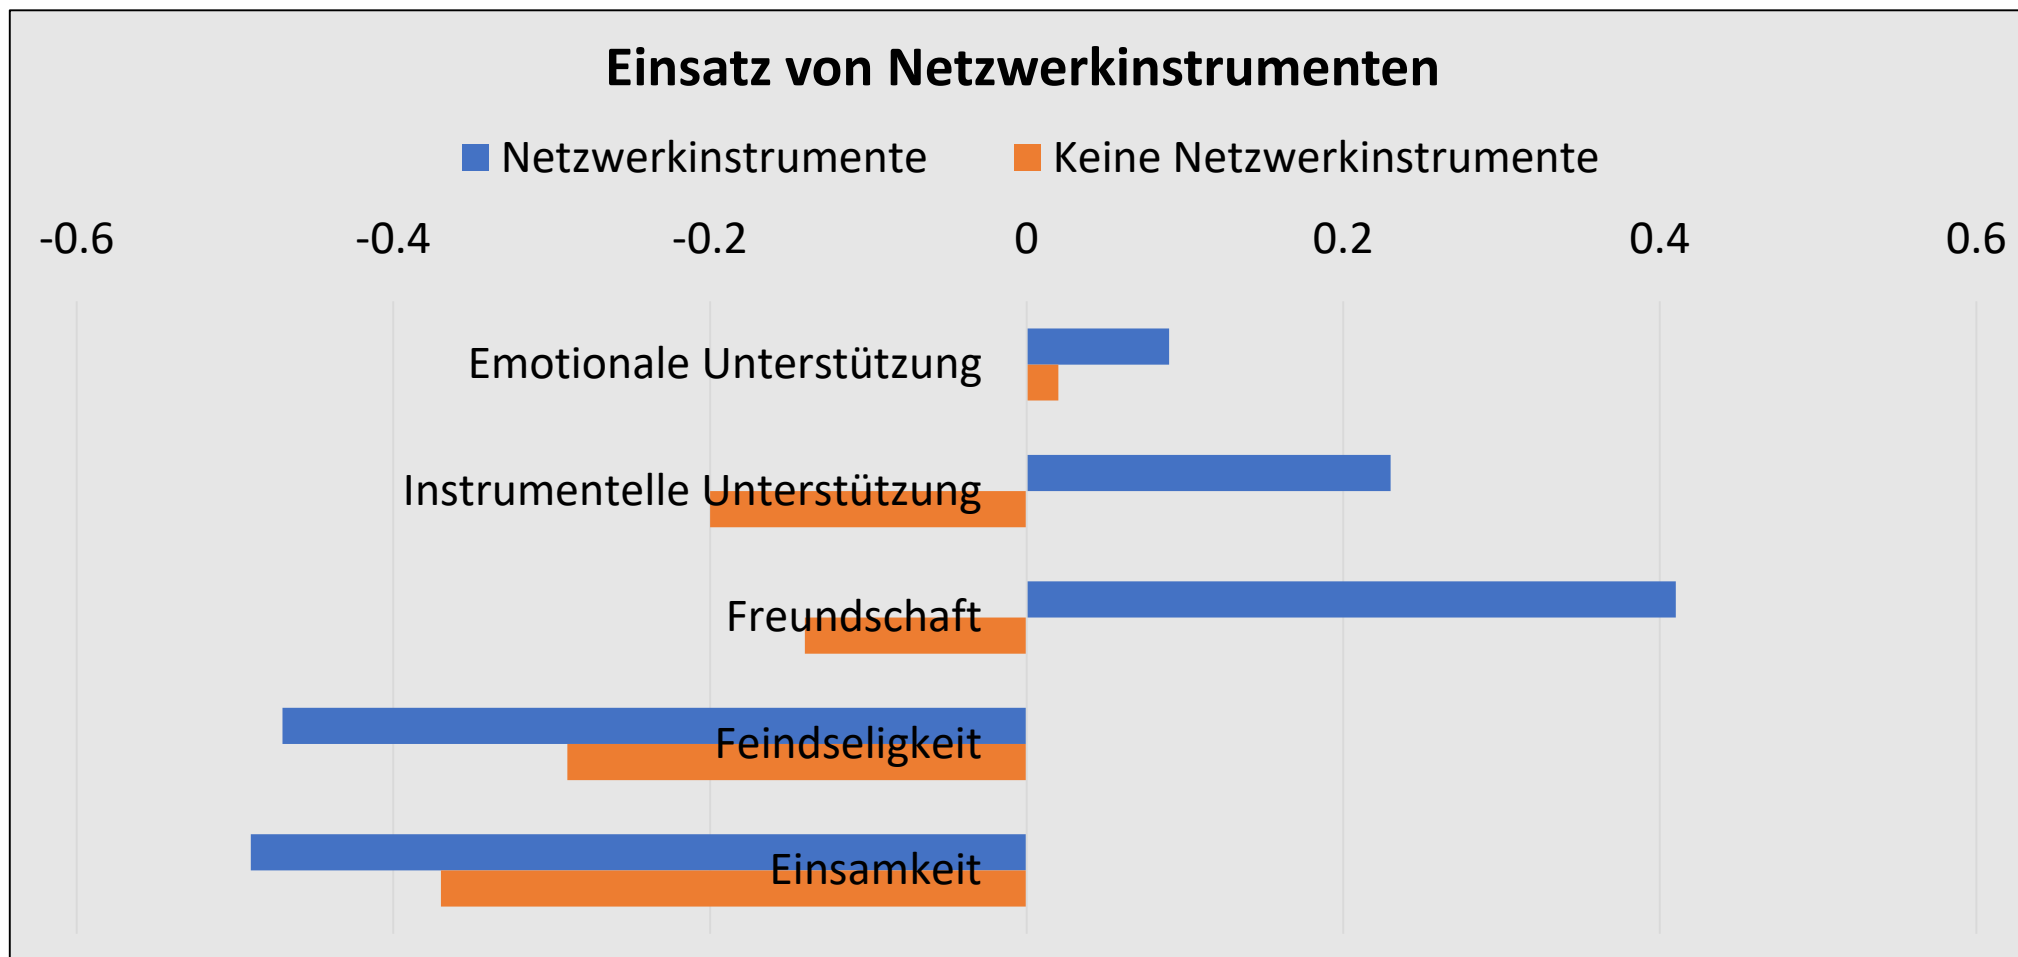 Einsatz von Netzwerkinstrumenten
Netzwerkinstrumente Keine Netzwerkinstrumente
-0.6 -0.4 -0.2 0 0.2 0.4 0.6
Emotionale Unterstützung
Instrumentelle Unterstützung
Freundschaft
Feindseligkeit
Einsamkeit